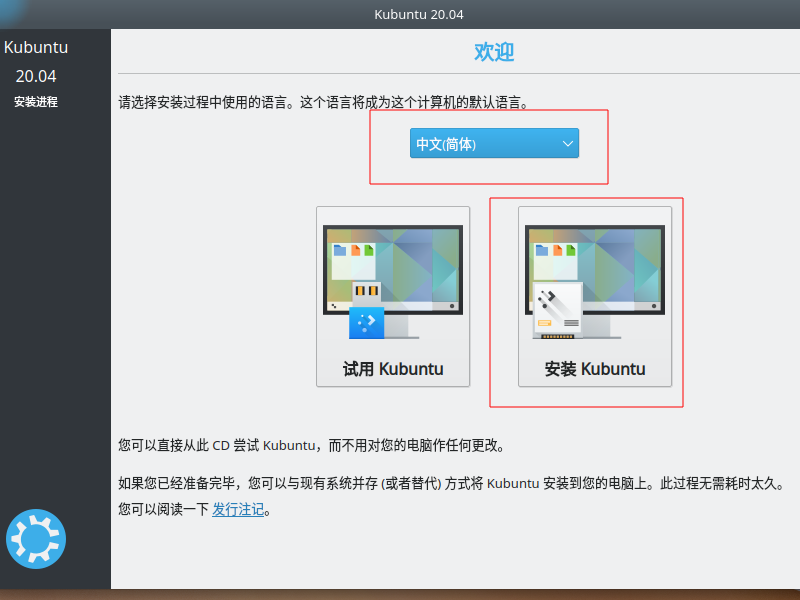 Kubuntu 20.04
Kubuntu
20.04
安装进程
欢迎
请选择安装过程中使用的语言。这个语言将成为这个计算机的默认语言。
中文(简体)
试用 Kubuntu
安装 Kubuntu
您可以直接从此 CD 尝试 Kubuntu，而不用对您的电脑作任何更改。
如果您已经准备完毕，您可以与现有系统并存 (或者替代) 方式将 Kubuntu 安装到您的电脑上。此过程无需耗时太久。
您可以阅读一下 发行注记。